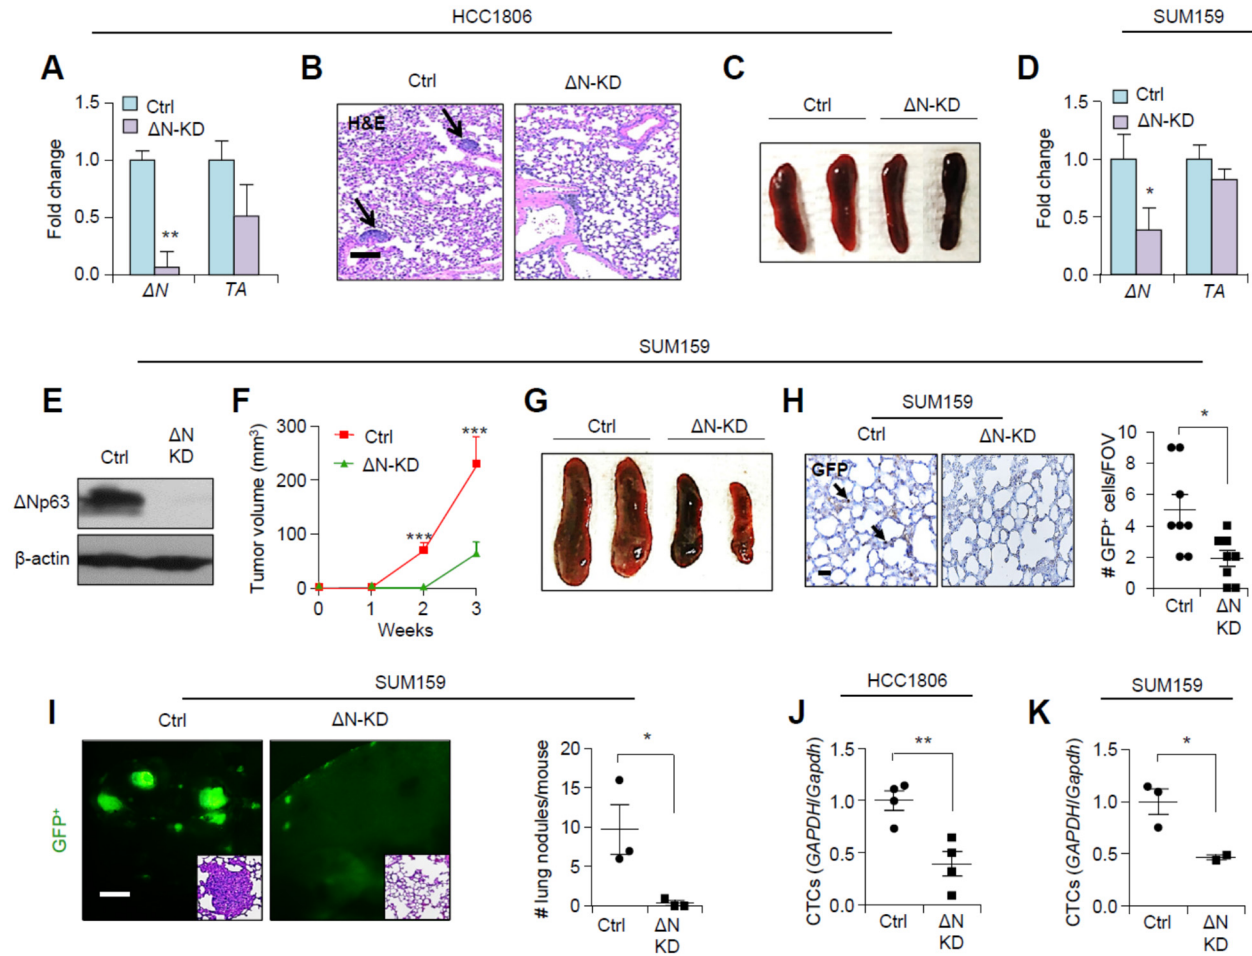 HCC1806
SUM159
A
Ctrl
ΔN-KD
Fold change
1.5
1.0
0.5
0.0
**
ΔN
TA
B
Ctrl
ΔN-KD
H&E
C
Ctrl
ΔN-KD
D
Ctrl
ΔN-KD
Fold change
1.5
1.0
0.5
0.0
*
ΔN
TA
SUM159
E
Ctrl
ΔN
KD
ΔNp63
β-actin
F
Ctrl
ΔN-KD
Tumor volume (mm³)
300
200
100
0
***
***
0 1 2 3
Weeks
G
Ctrl
ΔN-KD
H
SUM159
Ctrl
ΔN-KD
GFP
# GFP⁺ cells/FOV
10
8
6
4
2
0
*
Ctrl
ΔN
KD
I
SUM159
Ctrl
ΔN-KD
GFP⁺
# lung nodules/mouse
20
15
10
5
0
*
Ctrl
ΔN
KD
J
HCC1806
CTCs (GAPDH/Gapdh)
1.5
1.0
0.5
0.0
**
Ctrl
ΔN
KD
K
SUM159
CTCs (GAPDH/Gapdh)
1.5
1.0
0.5
0.0
*
Ctrl
ΔN
KD